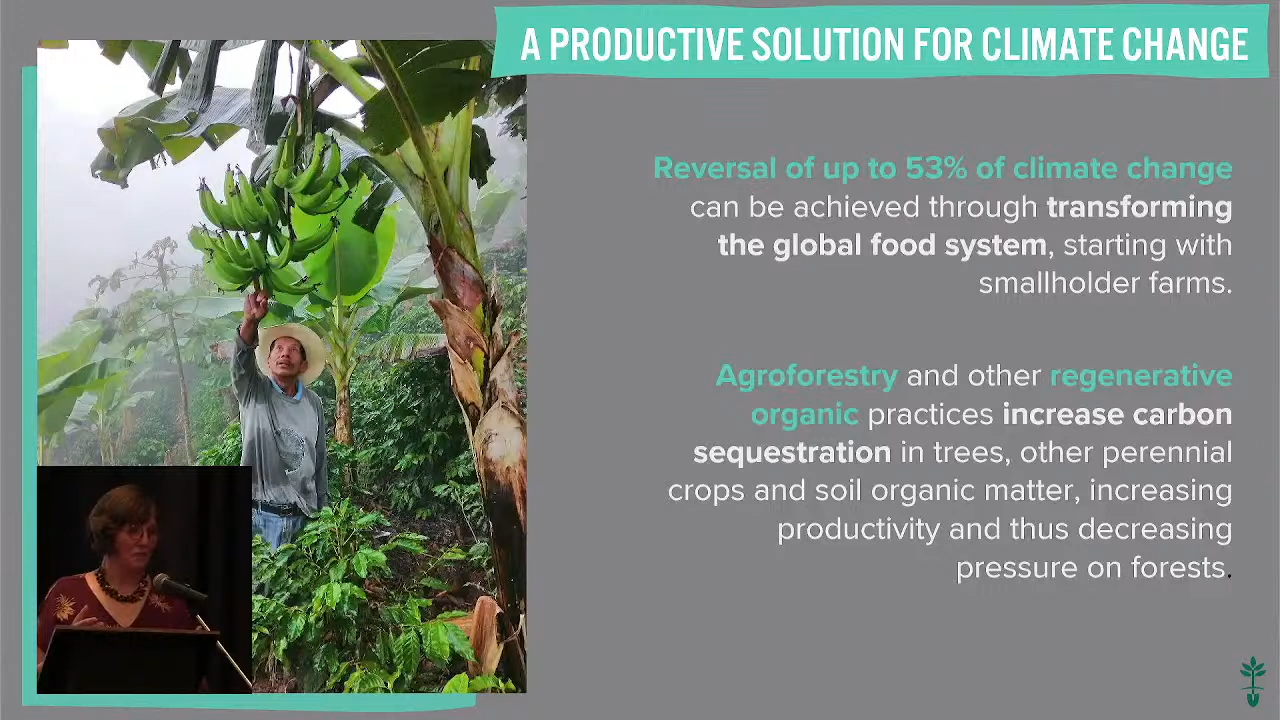 A PRODUCTIVE SOLUTION FOR CLIMATE CHANGE
Reversal of up to 53% of climate change
can be achieved through transforming
the global food system, starting with
smallholder farms.
Agroforestry and other regenerative
organic practices increase carbon
sequestration in trees, other perennial
crops and soil organic matter, increasing
productivity and thus decreasing
pressure on forests.